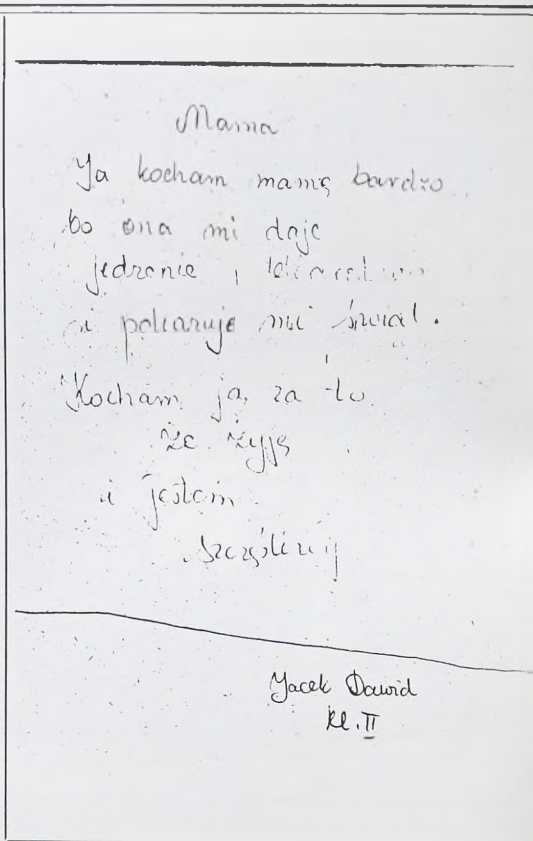 Mama
Ja kocham mamę bardzo
bo ona mi daje
jedzenie i
i pokazuje mi świat.
Kocham ją za to
że żyję
i jestem
szczęśliwy
Jacek Dawid
kl. II